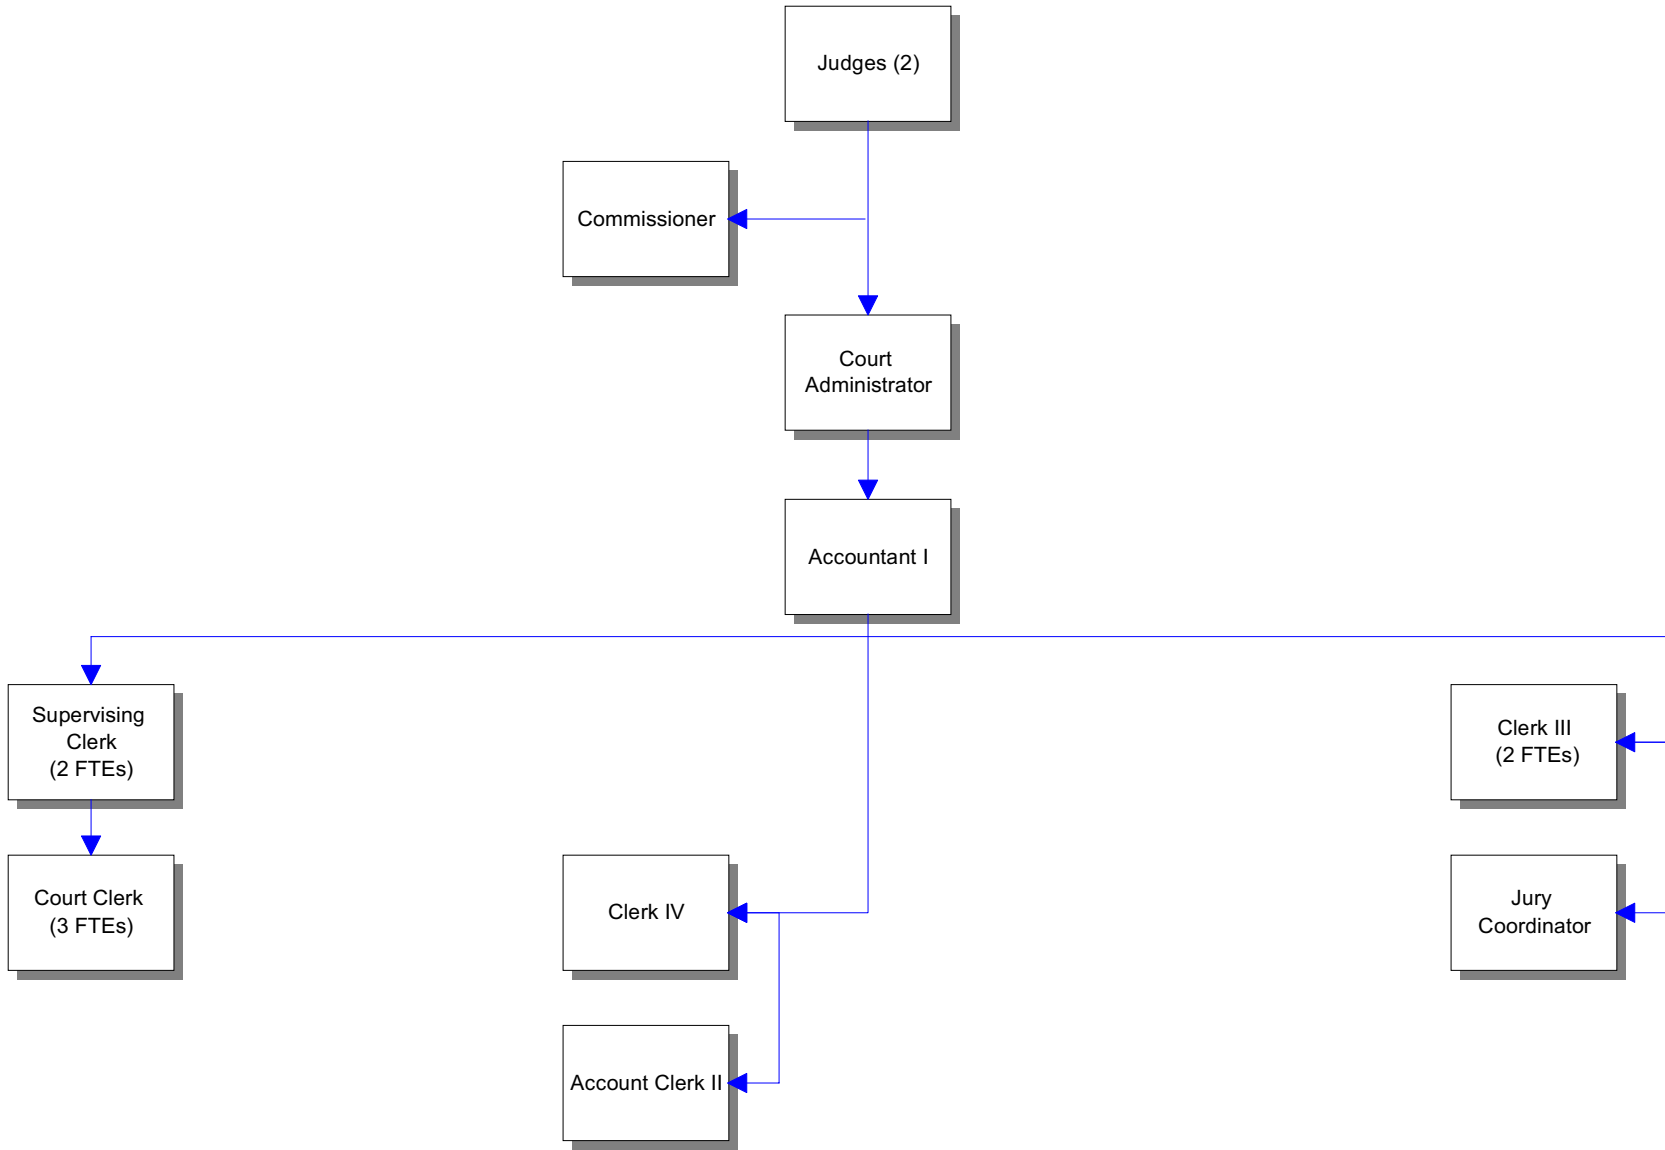 Judges (2)
Commissioner
Court
Administrator
Accountant I
Supervising
Clerk
(2 FTEs)
Clerk III
(2 FTEs)
Court Clerk
(3 FTEs)
Clerk IV
Jury
Coordinator
Account Clerk II